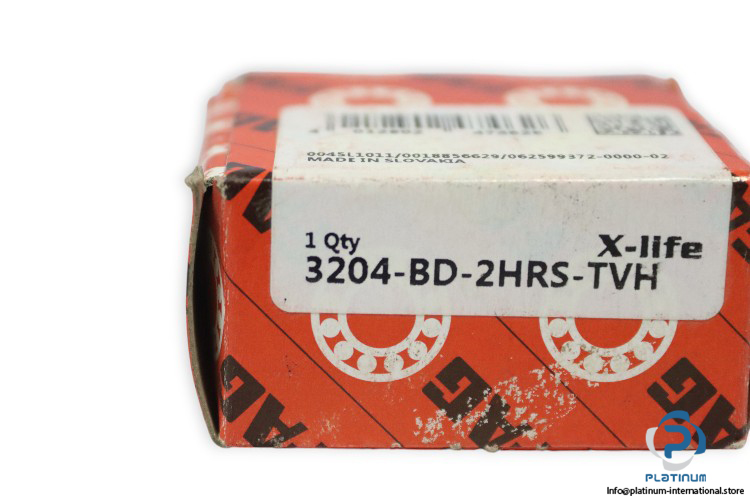 0045L1011/0018856629/062599372-0000-02
MADE IN SLOVAKIA
1 Qty
X-life
3204-BD-2HRS-TVH
FAG
PLATINUM
Info@platinum-international.store